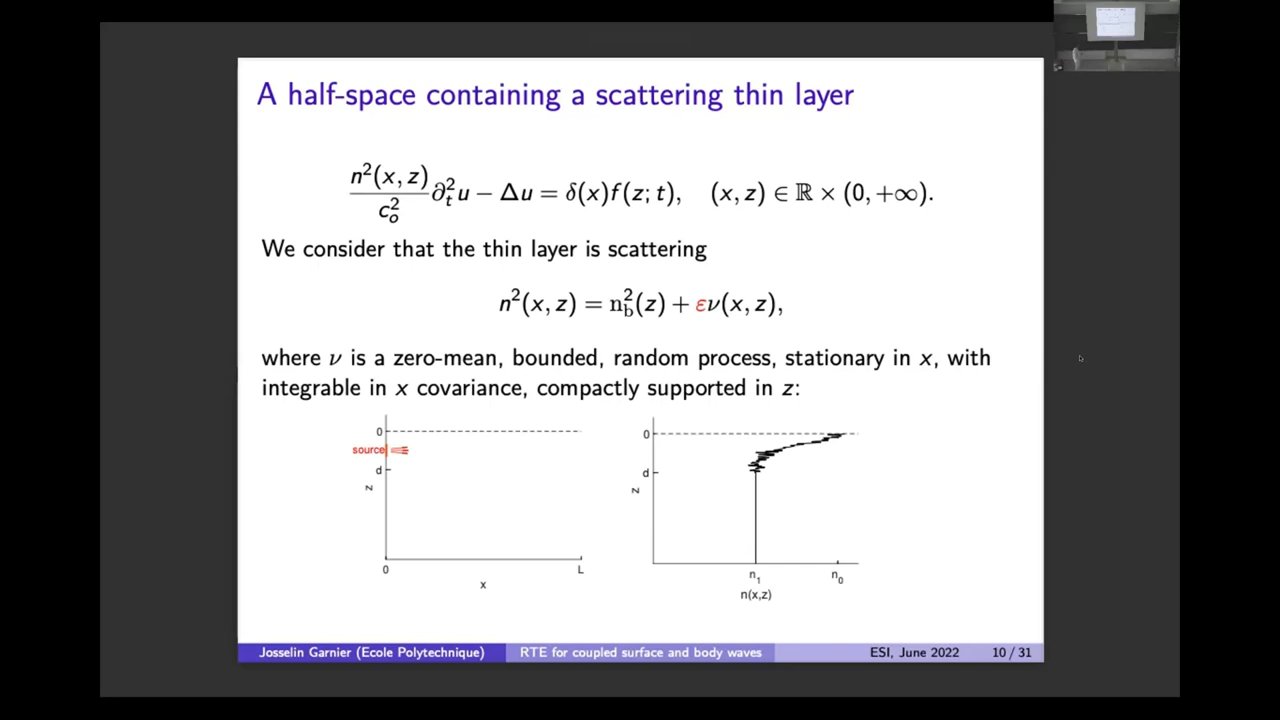 A half-space containing a scattering thin layer
n²(x, z)/c_o² ∂_t² u − Δu = δ(x)f(z; t), (x, z) ∈ ℝ × (0, +∞).
We consider that the thin layer is scattering
n²(x, z) = n_b²(z) + εν(x, z),
where ν is a zero-mean, bounded, random process, stationary in x, with
integrable in x covariance, compactly supported in z:
0
source
d
z
0
L
x
0
d
z
n₁
n₀
n(x,z)
Josselin Garnier (Ecole Polytechnique)
RTE for coupled surface and body waves
ESI, June 2022
10 / 31